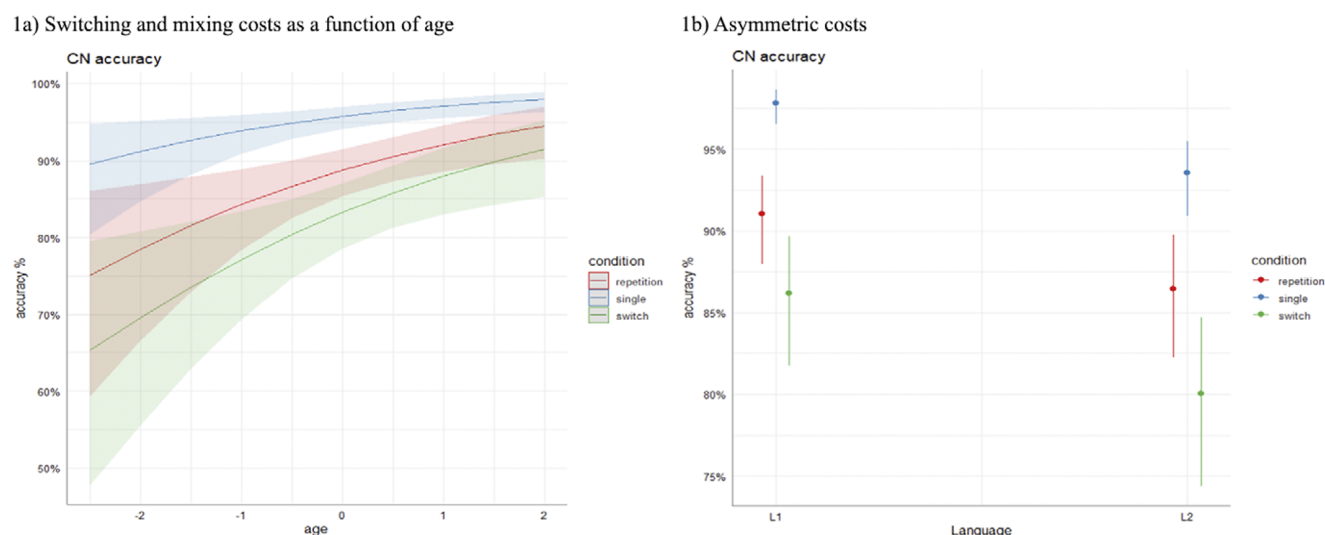 1a) Switching and mixing costs as a function of age
CN accuracy
100%
90%
80%
70%
60%
50%
accuracy %
-2
-1
0
1
2
age
condition
repetition
single
switch
1b) Asymmetric costs
CN accuracy
95%
90%
85%
80%
75%
accuracy %
L1
L2
Language
condition
repetition
single
switch